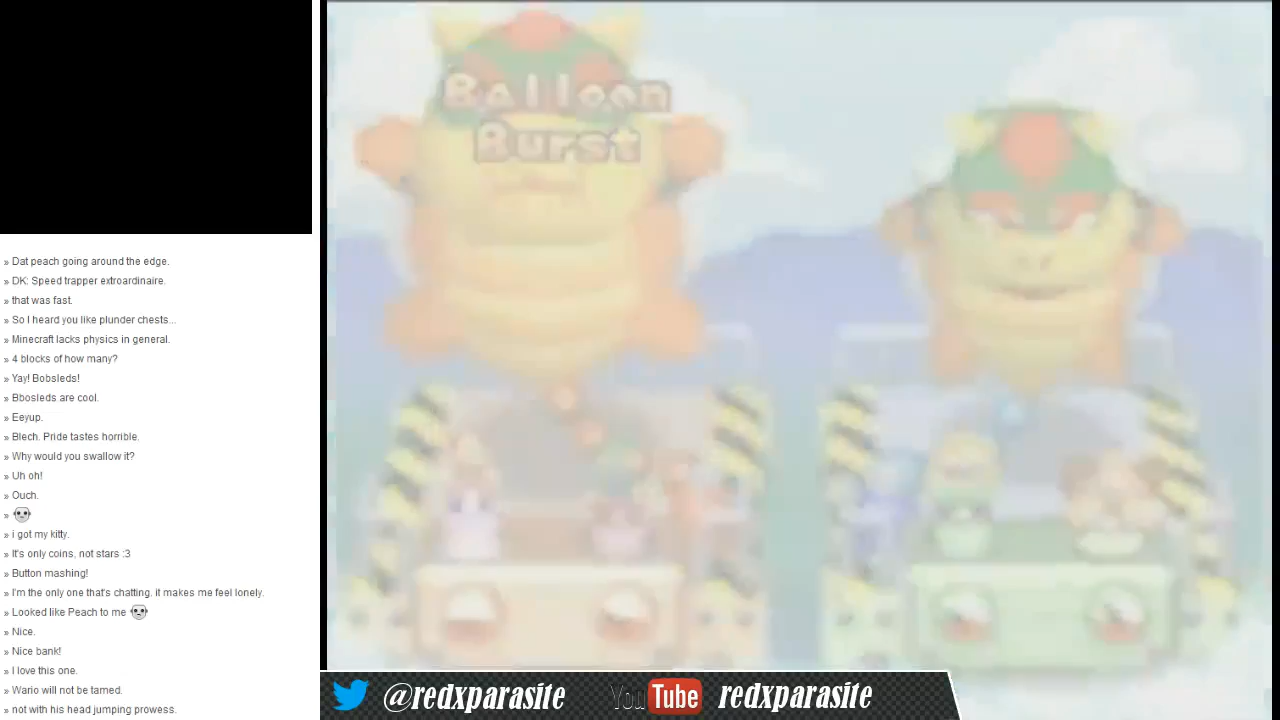 » Dat peach going around the edge.
» DK: Speed trapper extroardinaire.
» that was fast.
» So I heard you like plunder chests...
» Minecraft lacks physics in general.
» 4 blocks of how many?
» Yay! Bobsleds!
» Bbosleds are cool.
» Eeyup.
» Blech. Pride tastes horrible.
» Why would you swallow it?
» Uh oh!
» Ouch.
»
» i got my kitty.
» It's only coins, not stars :3
» Button mashing!
» I'm the only one that's chatting. it makes me feel lonely.
» Looked like Peach to me
» Nice.
» Nice bank!
» I love this one.
» Wario will not be tamed.
» not with his head jumping prowess.
Balloon
Burst
@redxparasite YouTube redxparasite